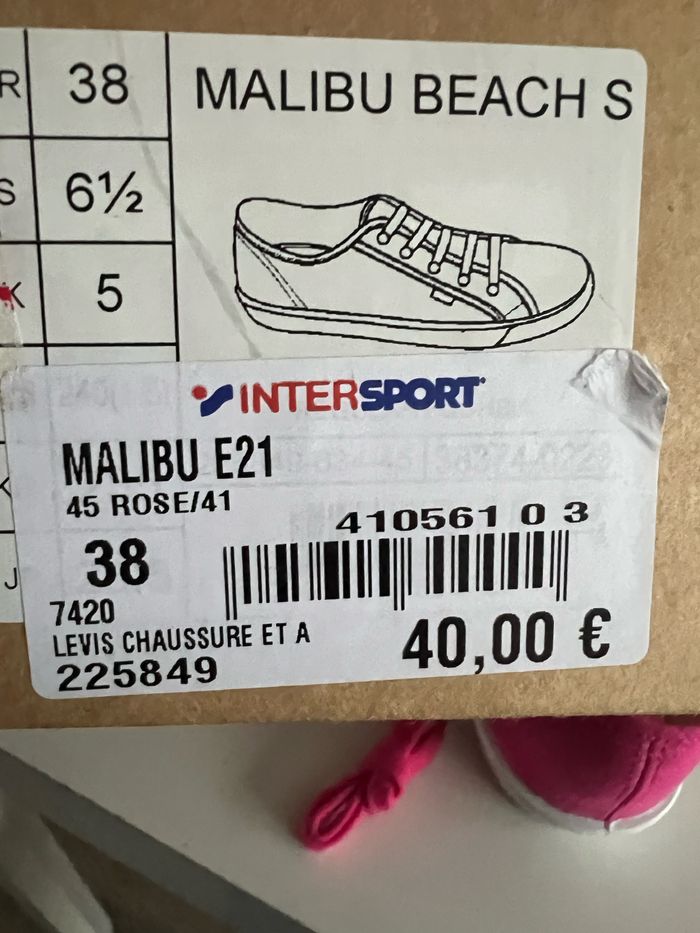 R 38 MALIBU BEACH S
S 6½
K 5
INTERSPORT
MALIBU E21
45 ROSE/41
410561 0 3
38
7420
LEVIS CHAUSSURE ET A
40,00 €
225849
K
J